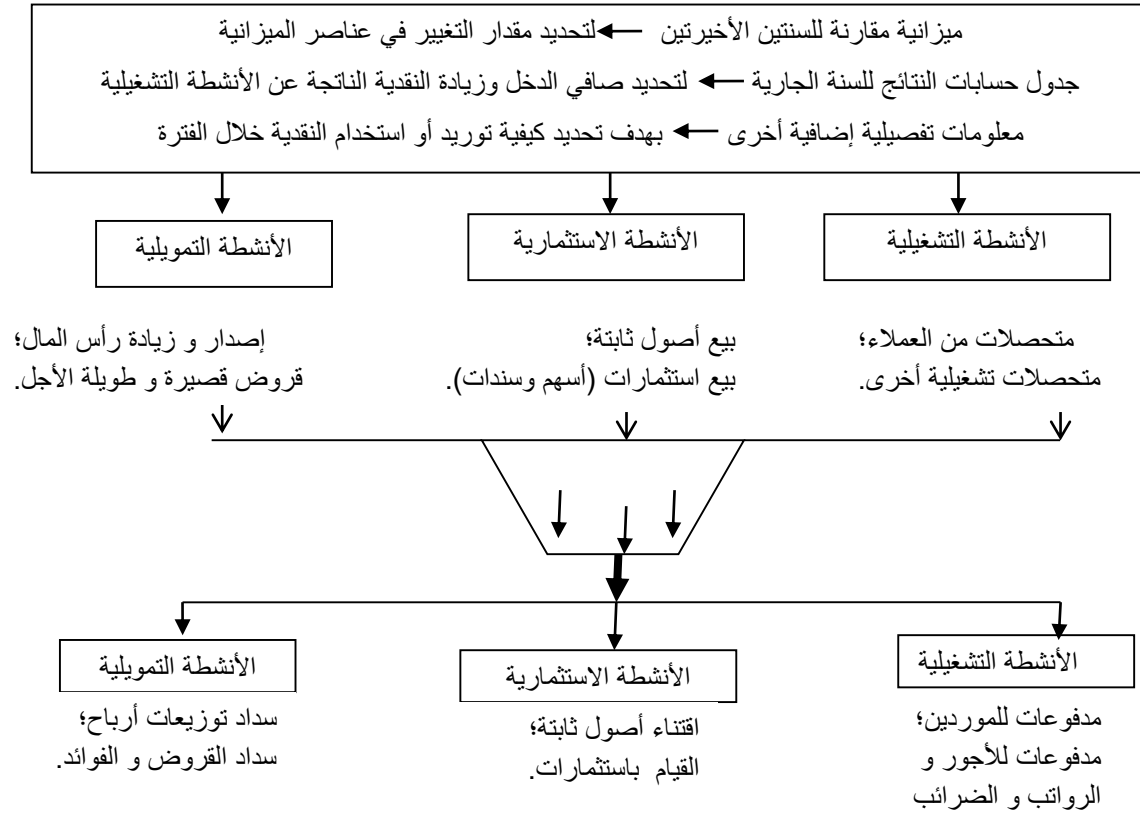 ميزانية مقارنة للسنتين الأخيرتين لتحديد مقدار التغيير في عناصر الميزانية
جدول حسابات النتائج للسنة الجارية لتحديد صافي الدخل وزيادة النقدية الناتجة عن الأنشطة التشغيلية
معلومات تفصيلية إضافية أخرى بهدف تحديد كيفية توريد أو استخدام النقدية خلال الفترة
الأنشطة التشغيلية
الأنشطة الاستثمارية
الأنشطة التمويلية
متحصلات من العملاء؛
متحصلات تشغيلية أخرى.
بيع أصول ثابتة؛
بيع استثمارات (أسهم وسندات).
إصدار و زيادة رأس المال؛
قروض قصيرة و طويلة الأجل.
الأنشطة التشغيلية
الأنشطة الاستثمارية
الأنشطة التمويلية
مدفوعات للموردين؛
مدفوعات للأجور و
الرواتب و الضرائب
اقتناء أصول ثابتة؛
القيام باستثمارات.
سداد توزيعات أرباح؛
سداد القروض و الفوائد.